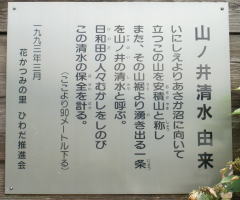 山ノ井清水 由来
いにしえよりあさか沼に向いて
立つこの山を安積山と称し
また、その山裾より湧き出る一条
を山ノ井の清水と呼ぶ。
日和田の人々むかしをしのび
この清水の保全を計る。
(ここより90メートル下る)
一九九三年三月
花かつみの里 ひわだ推進会